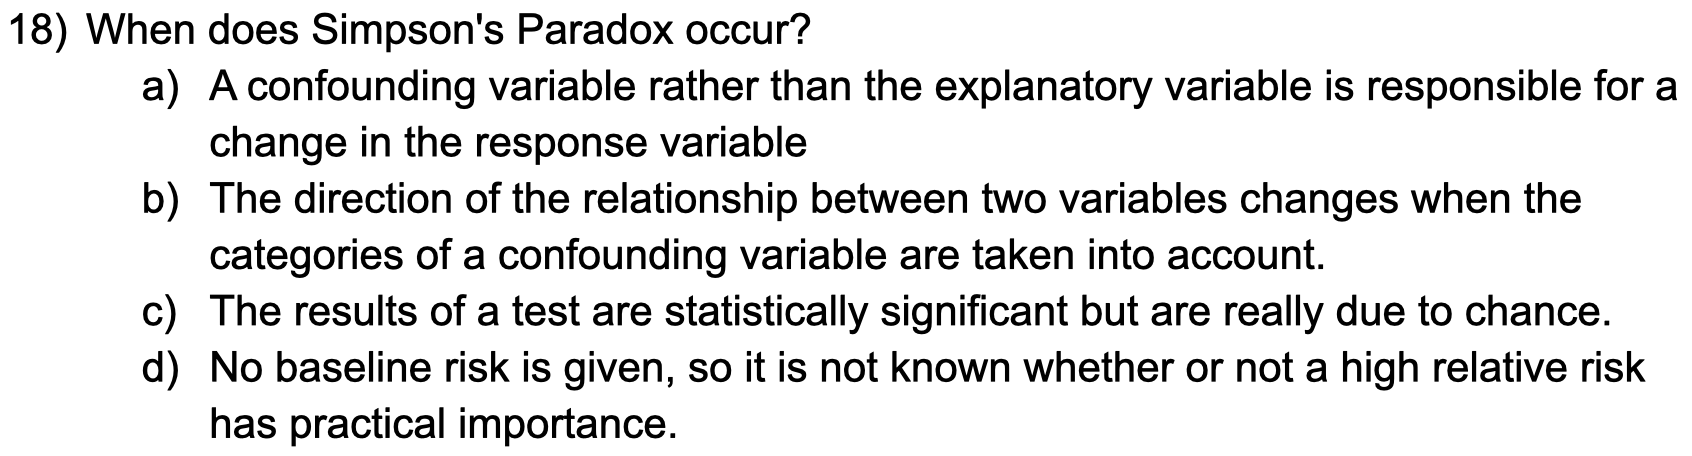 18) When does Simpson's Paradox occur?
a) A confounding variable rather than the explanatory variable is responsible for a
change in the response variable
b) The direction of the relationship between two variables changes when the
categories of a confounding variable are taken into account.
c) The results of a test are statistically significant but are really due to chance.
d) No baseline risk is given, so it is not known whether or not a high relative risk
has practical importance.